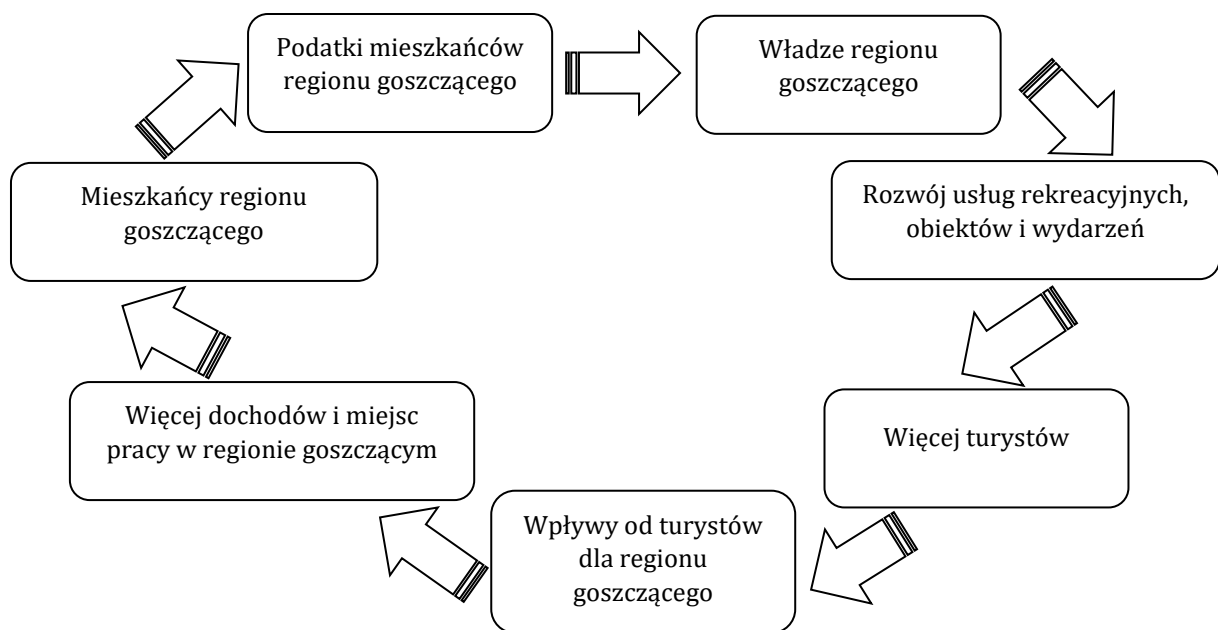 Podatki mieszkańców
regionu goszczącego
Władze regionu
goszczącego
Rozwój usług rekreacyjnych,
obiektów i wydarzeń
Więcej turystów
Wpływy od turystów
dla regionu
goszczącego
Więcej dochodów i miejsc
pracy w regionie goszczącym
Mieszkańcy regionu
goszczącego